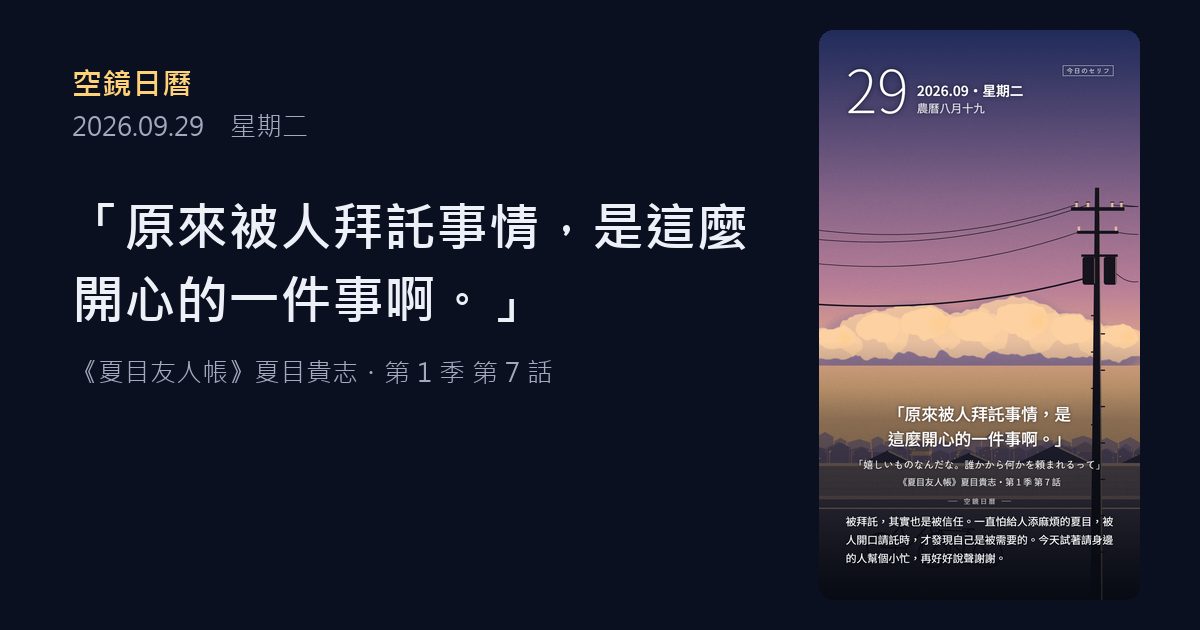 空鏡日曆
2026.09.29 星期二
「原來被人拜託事情，是這麼
開心的一件事啊。」
《夏目友人帳》夏目貴志・第 1 季 第 7 話
今日のセリフ
29
2026.09・星期二
農曆八月十九
「原來被人拜託事情，是
這麼開心的一件事啊。」
「嬉しいものなんだな。誰かから何かを頼まれるって」
《夏目友人帳》夏目貴志・第 1 季 第 7 話
— 空鏡日曆 —
被拜託，其實也是被信任。一直怕給人添麻煩的夏目，被
人開口請託時，才發現自己是被需要的。今天試著請身邊
的人幫個小忙，再好好說聲謝謝。